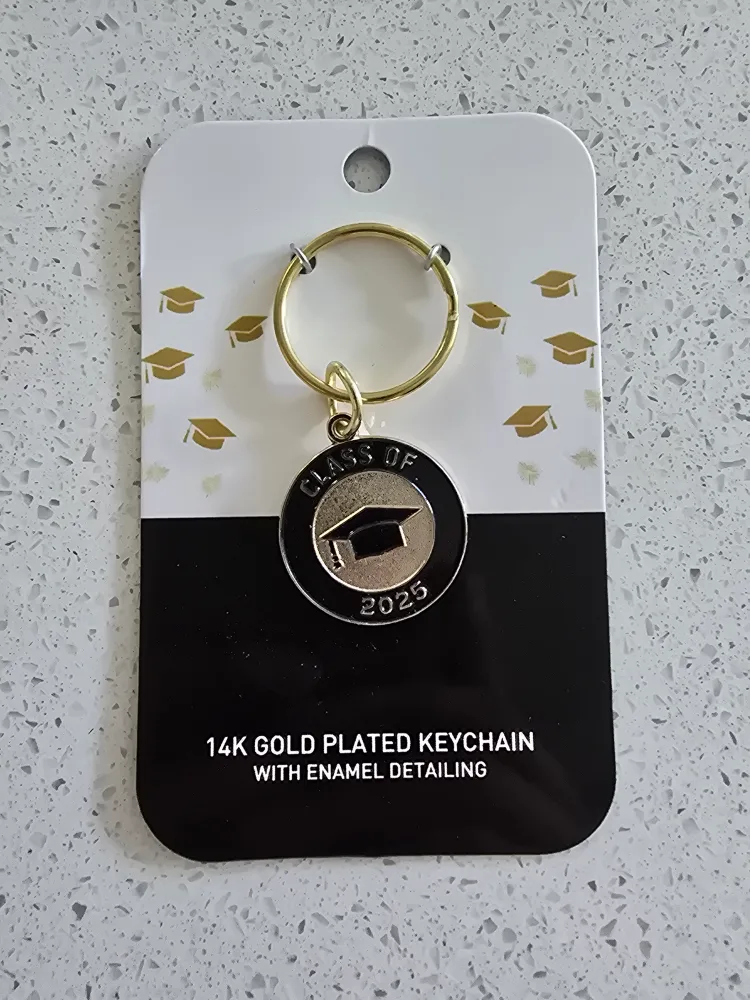 CLASS OF
2025
14K GOLD PLATED KEYCHAIN
WITH ENAMEL DETAILING